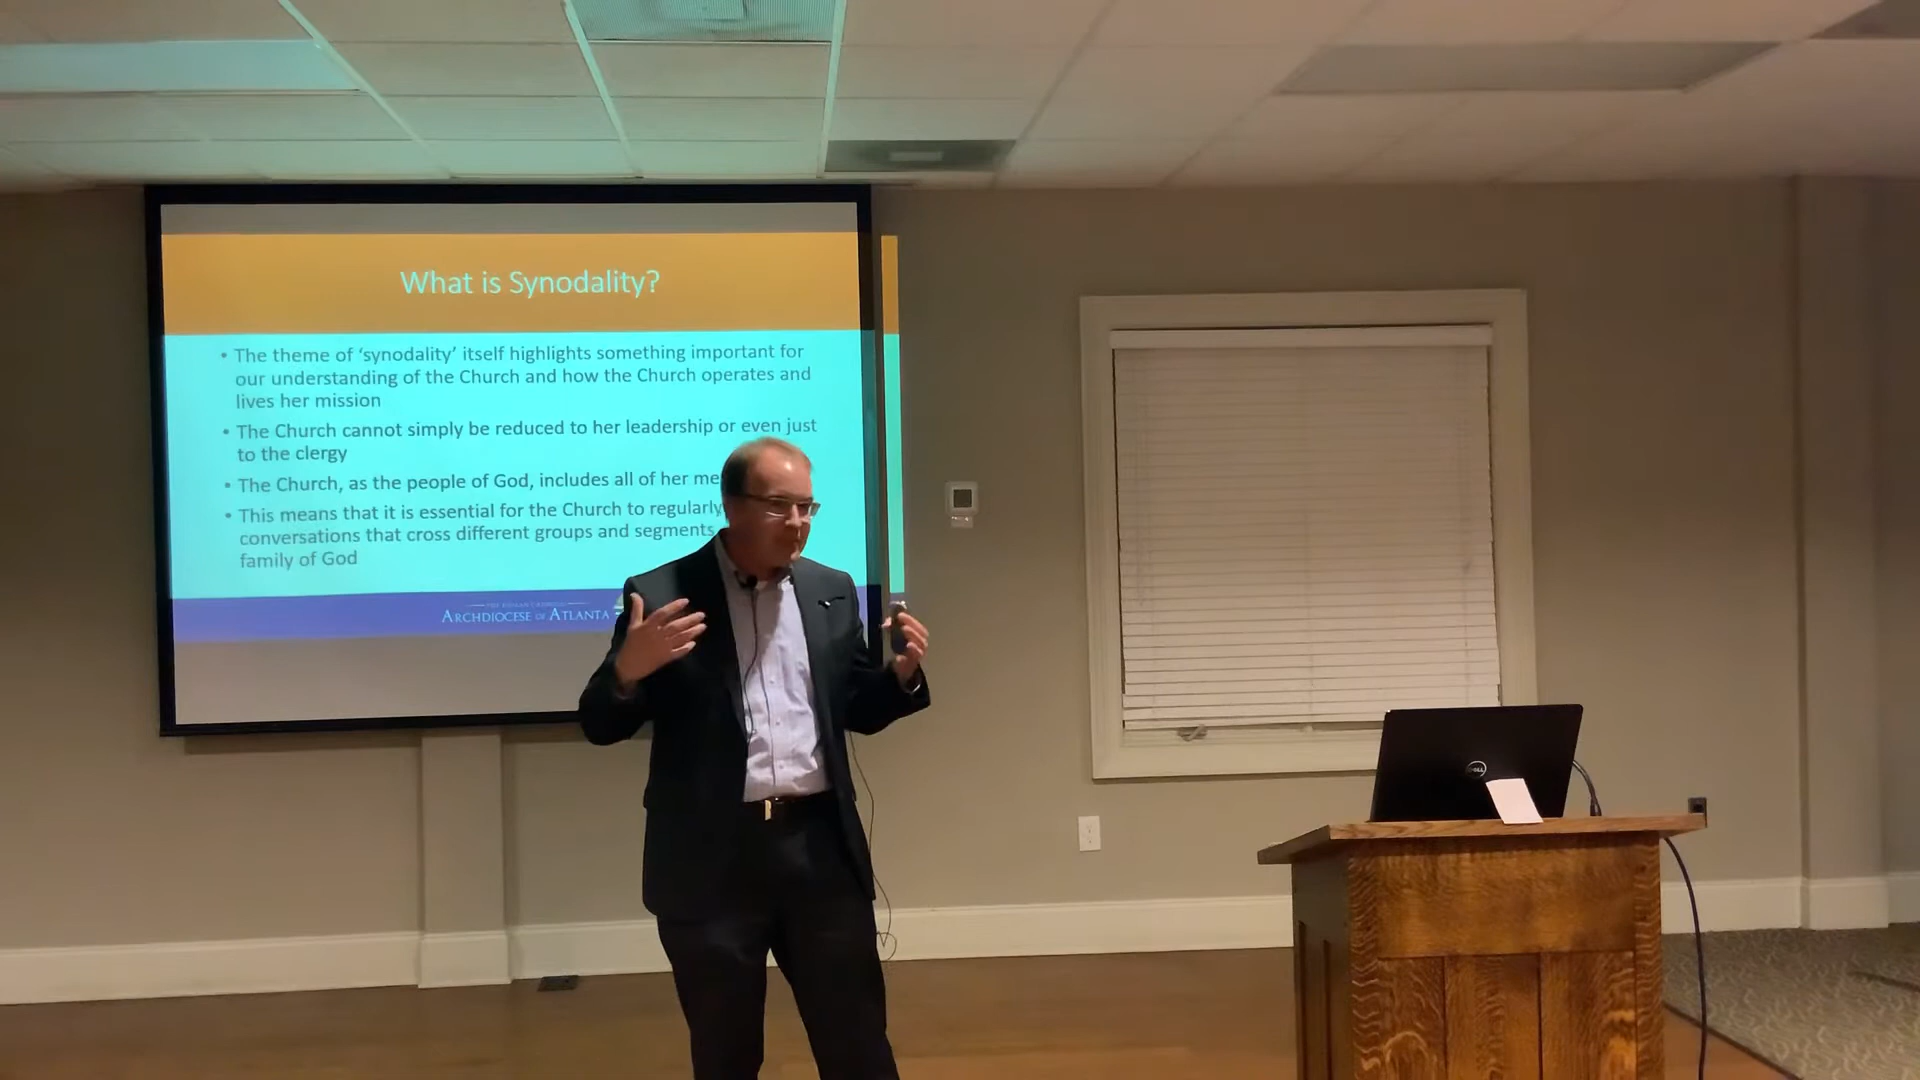 What is Synodality?
• The theme of ‘synodality’ itself highlights something important for
our understanding of the Church and how the Church operates and
lives her mission
• The Church cannot simply be reduced to her leadership or even just
to the clergy
• The Church, as the people of God, includes all of her me
• This means that it is essential for the Church to regularly
conversations that cross different groups and segments
family of God
ARCHDIOCESE OF ATLANTA
DELL